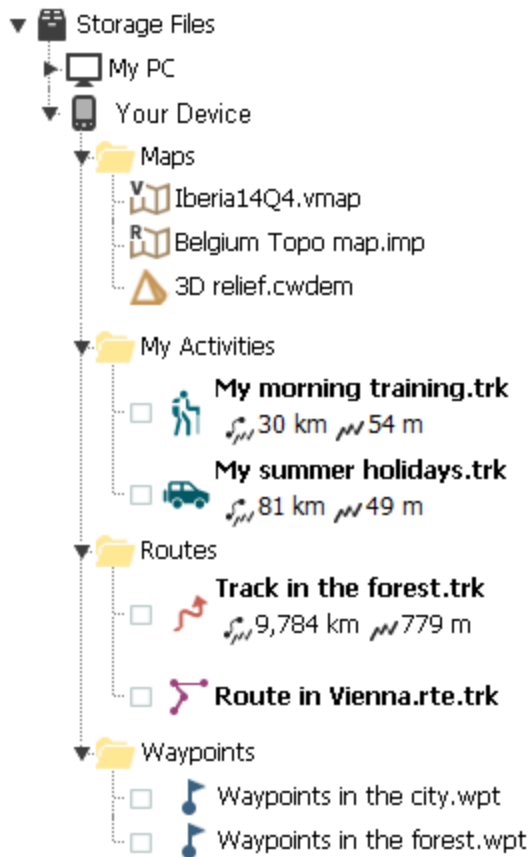 Storage Files
My PC
Your Device
Maps
V
Iberia14Q4.vmap
R
Belgium Topo map.imp
3D relief.cwdem
My Activities
My morning training.trk
30 km 54 m
My summer holidays.trk
81 km 49 m
Routes
Track in the forest.trk
9,784 km 779 m
Route in Vienna.rte.trk
Waypoints
Waypoints in the city.wpt
Waypoints in the forest.wpt